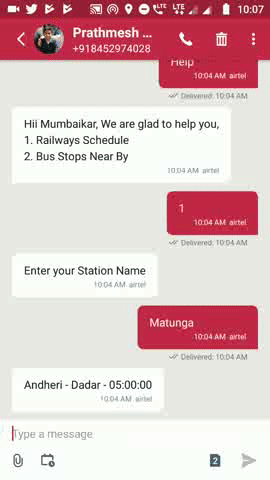 10:07
Prathmesh ...
+918452974028
Help
10:04 AM airtel
Delivered: 10:04 AM
Hii Mumbaikar, We are glad to help you,
1. Railways Schedule
2. Bus Stops Near By
10:04 AM airtel
1
10:04 AM airtel
Delivered: 10:04 AM
Enter your Station Name
10:04 AM airtel
Matunga
10:04 AM airtel
Delivered: 10:04 AM
Andheri - Dadar - 05:00:00
10:04 AM airtel
Type a message
2